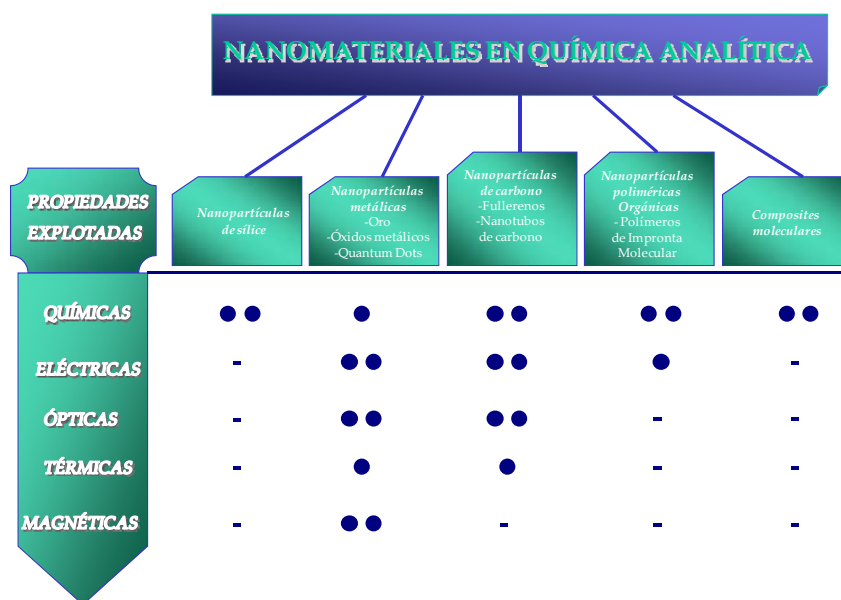 NANOMATERIALES EN QUÍMICA ANALÍTICA
PROPIEDADES
EXPLOTADAS
Nanopartículas
de sílice
Nanopartículas
metálicas
-Oro
-Óxidos metálicos
-Quantum Dots
Nanopartículas
de carbono
-Fullerenos
-Nanotubos
de carbono
Nanopartículas
poliméricas
Orgánicas
- Polímeros
de Impronta
Molecular
Composites
moleculares
QUÍMICAS ●● ● ●● ●● ●●
ELÉCTRICAS - ●● ●● ● -
ÓPTICAS - ●● ●● - -
TÉRMICAS - ● ● - -
MAGNÉTICAS - ●● - - -